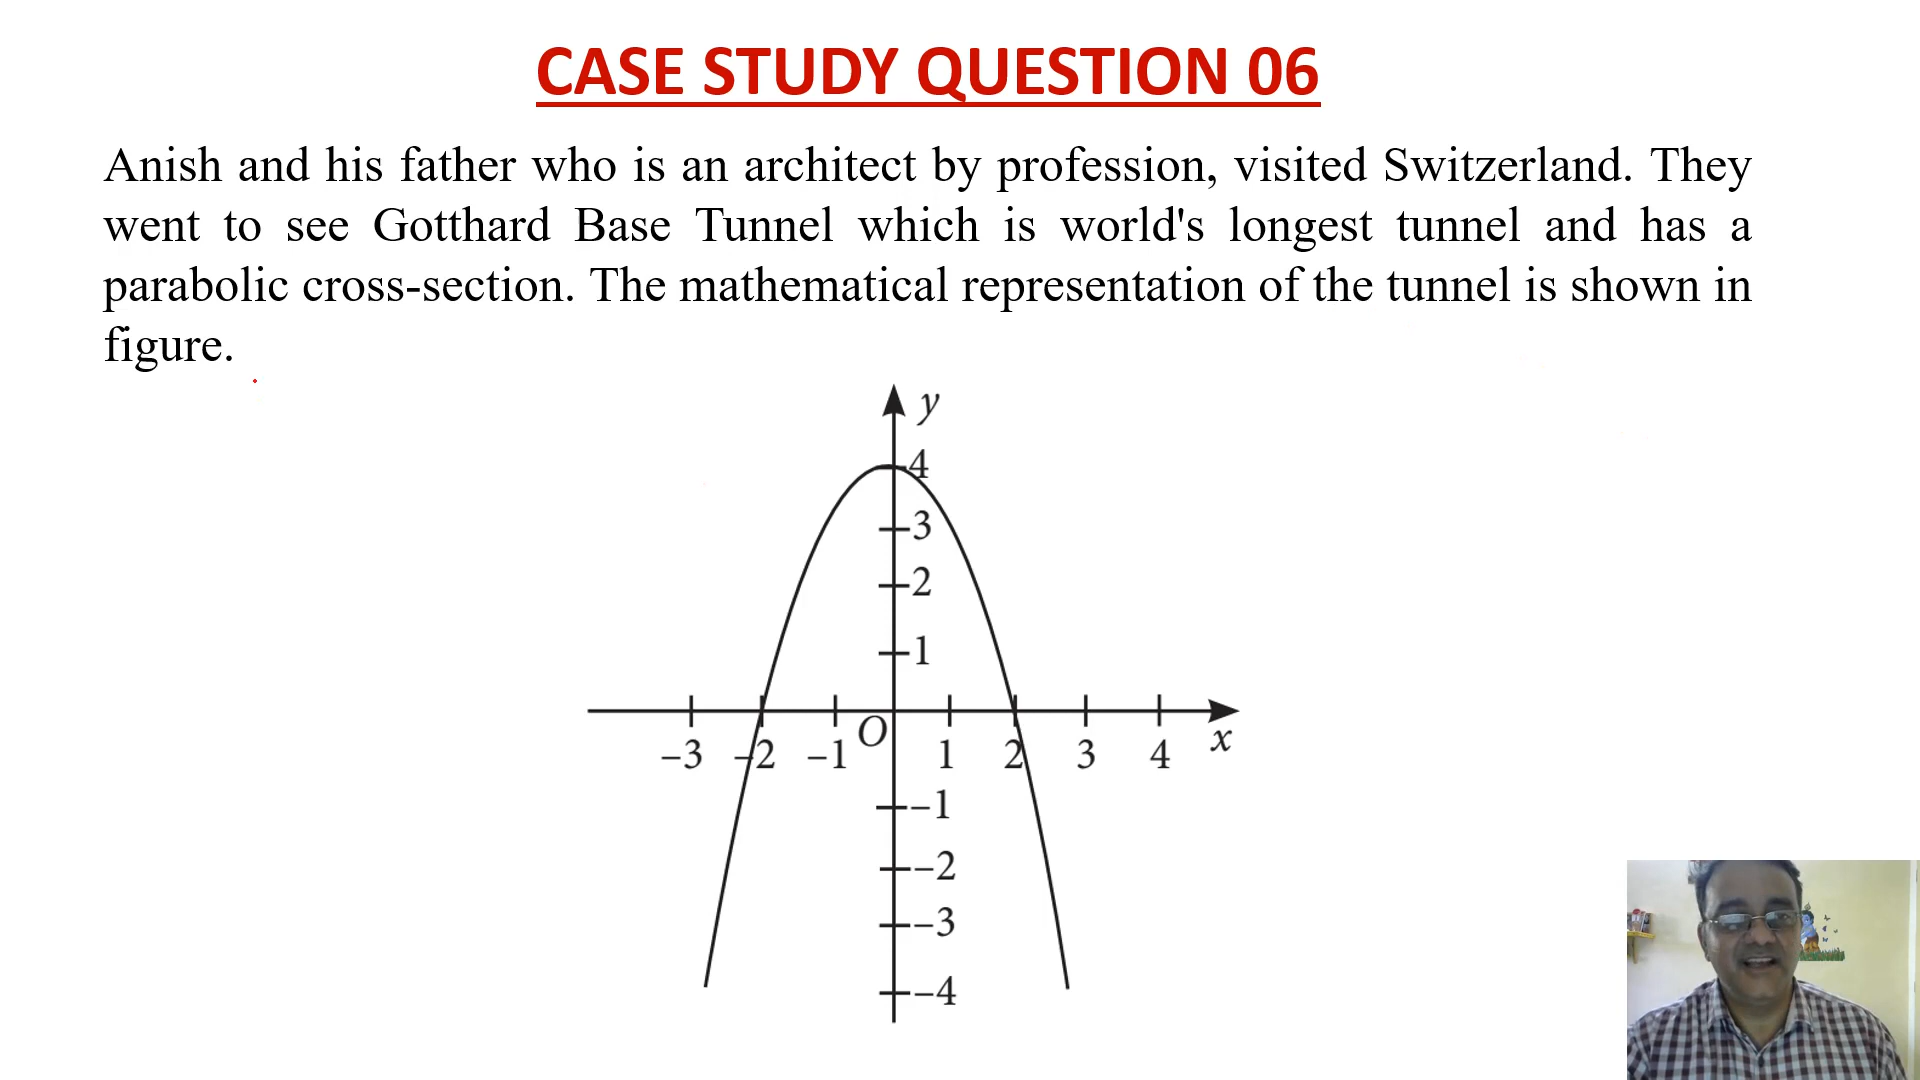 CASE STUDY QUESTION 06
Anish and his father who is an architect by profession, visited Switzerland. They
went to see Gotthard Base Tunnel which is world's longest tunnel and has a
parabolic cross-section. The mathematical representation of the tunnel is shown in
figure.
y
4
3
2
1
O
–3 –2 –1 1 2 3 4 x
–1
–2
–3
–4